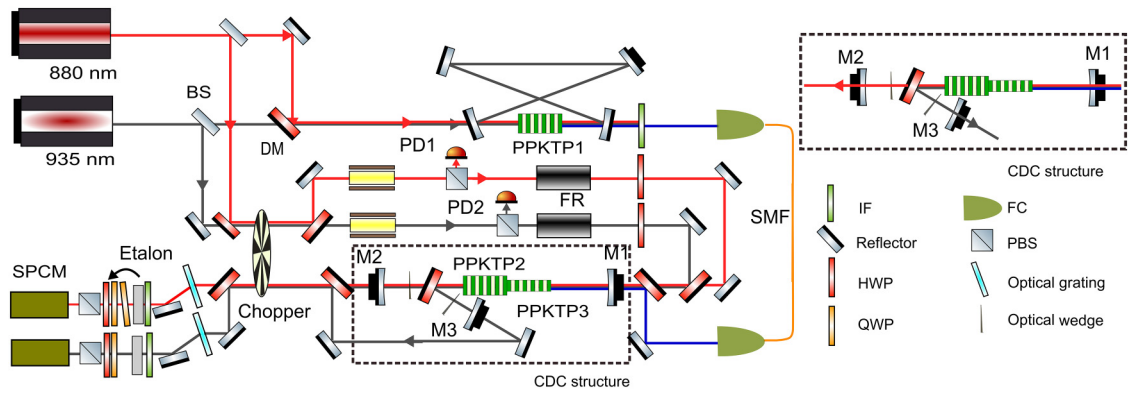 880 nm
935 nm
BS
DM
PD1
PPKTP1
PD2
FR
SMF
SPCM
Etalon
Chopper
M2
PPKTP2
M1
M3
PPKTP3
CDC structure
M2
M1
M3
CDC structure
IF
FC
Reflector
PBS
HWP
Optical grating
QWP
Optical wedge